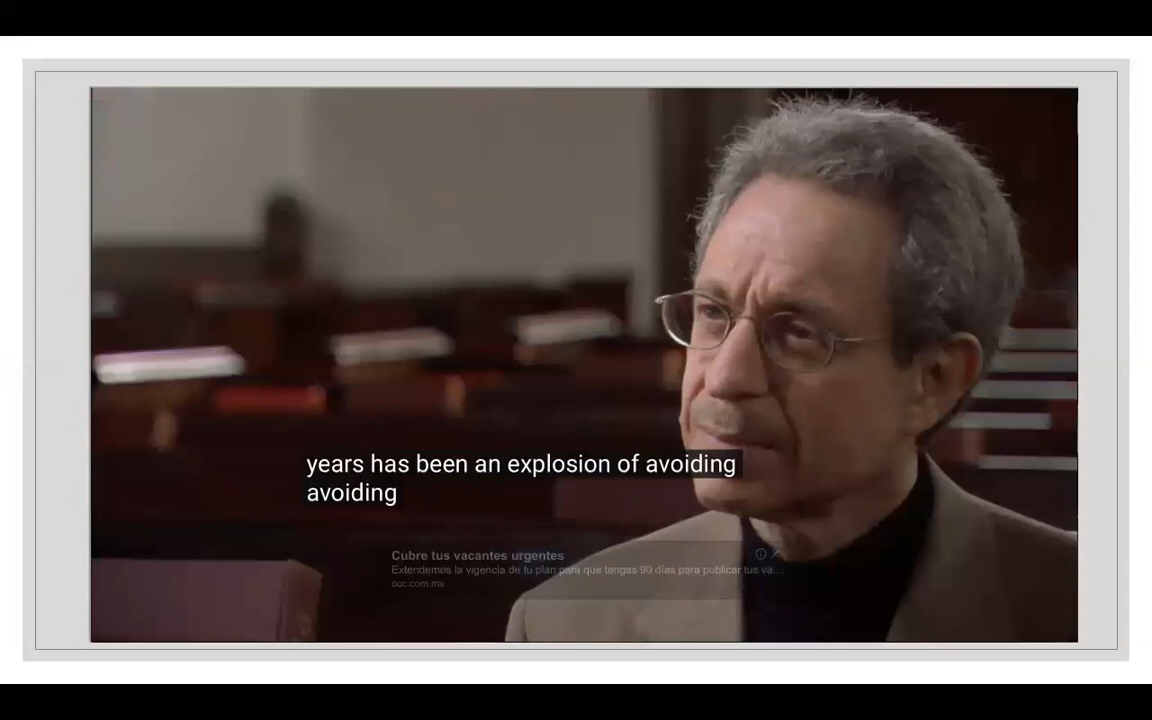 years has been an explosion of avoiding
avoiding
Cubre tus vacantes urgentes
Extendemos la vigencia de tu plan para que tengas 90 días para publicar tus va...
occ.com.mx